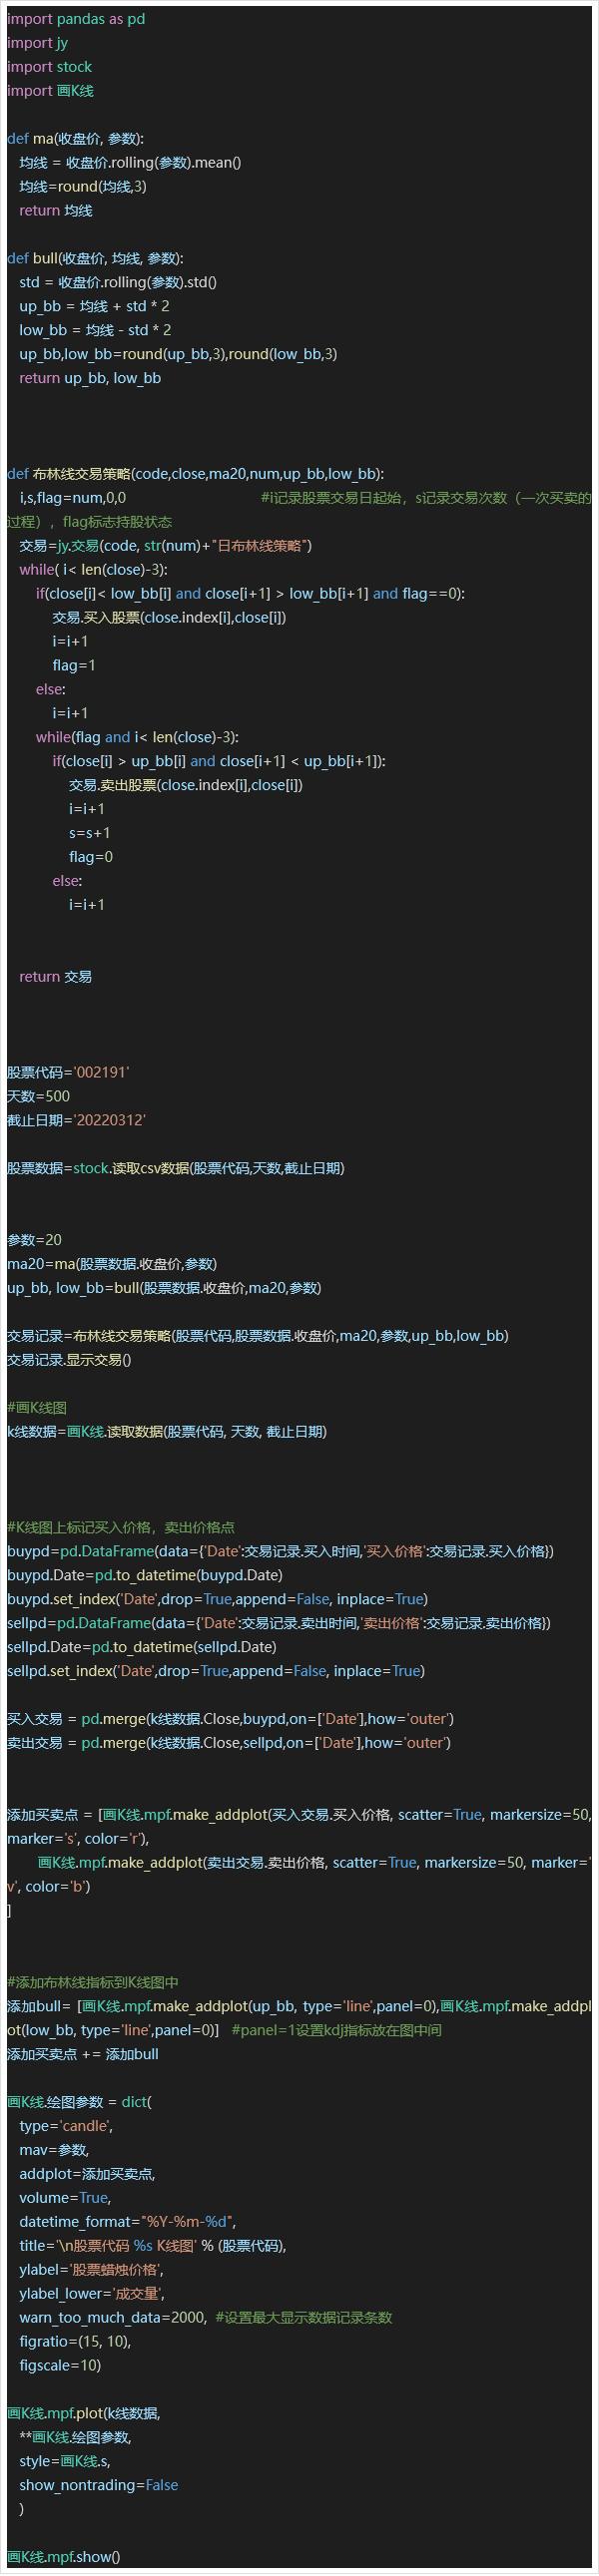 import pandas as pd
import jy
import stock
import 画K线
def ma(收盘价, 参数):
均线 = 收盘价.rolling(参数).mean()
均线=round(均线,3)
return 均线
def bull(收盘价, 均线, 参数):
std = 收盘价.rolling(参数).std()
up_bb = 均线 + std * 2
low_bb = 均线 - std * 2
up_bb,low_bb=round(up_bb,3),round(low_bb,3)
return up_bb, low_bb
def 布林线交易策略(code,close,ma20,num,up_bb,low_bb):
i,s,flag=num,0,0 #i记录股票交易日起始，s记录交易次数（一次买卖的
过程）, flag标志持股状态
交易=jy.交易(code, str(num)+"日布林线策略")
while( i< len(close)-3):
if(close[i]< low_bb[i] and close[i+1] > low_bb[i+1] and flag==0):
交易.买入股票(close.index[i],close[i])
i=i+1
flag=1
else:
i=i+1
while(flag and i< len(close)-3):
if(close[i] > up_bb[i] and close[i+1] < up_bb[i+1]):
交易.卖出股票(close.index[i],close[i])
i=i+1
s=s+1
flag=0
else:
i=i+1
return 交易
股票代码='002191'
天数=500
截止日期='20220312'
股票数据=stock.读取csv数据(股票代码,天数,截止日期)
参数=20
ma20=ma(股票数据.收盘价,参数)
up_bb, low_bb=bull(股票数据.收盘价,ma20,参数)
交易记录=布林线交易策略(股票代码,股票数据.收盘价,ma20,参数,up_bb,low_bb)
交易记录.显示交易()
#画K线图
k线数据=画K线.读取数据(股票代码, 天数, 截止日期)
#K线图上标记买入价格，卖出价格点
buypd=pd.DataFrame(data={'Date':交易记录.买入时间,'买入价格':交易记录.买入价格})
buypd.Date=pd.to_datetime(buypd.Date)
buypd.set_index('Date',drop=True,append=False, inplace=True)
sellpd=pd.DataFrame(data={'Date':交易记录.卖出时间,'卖出价格':交易记录.卖出价格})
sellpd.Date=pd.to_datetime(sellpd.Date)
sellpd.set_index('Date',drop=True,append=False, inplace=True)
买入交易 = pd.merge(k线数据.Close,buypd,on=['Date'],how='outer')
卖出交易 = pd.merge(k线数据.Close,sellpd,on=['Date'],how='outer')
添加买卖点 = [画K线.mpf.make_addplot(买入交易.买入价格, scatter=True, markersize=50,
marker='s', color='r'),
画K线.mpf.make_addplot(卖出交易.卖出价格, scatter=True, markersize=50, marker='
v', color='b')
]
#添加布林线指标到K线图中
添加bull= [画K线.mpf.make_addplot(up_bb, type='line',panel=0),画K线.mpf.make_addpl
ot(low_bb, type='line',panel=0)] #panel=1设置kdj指标放在图中间
添加买卖点 += 添加bull
画K线.绘图参数 = dict(
type='candle',
mav=参数,
addplot=添加买卖点,
volume=True,
datetime_format="%Y-%m-%d",
title='\n股票代码 %s K线图' % (股票代码),
ylabel='股票蜡烛价格',
ylabel_lower='成交量',
warn_too_much_data=2000, #设置最大显示数据记录条数
figratio=(15, 10),
figscale=10)
画K线.mpf.plot(k线数据,
**画K线.绘图参数,
style=画K线.s,
show_nontrading=False
)
画K线.mpf.show()